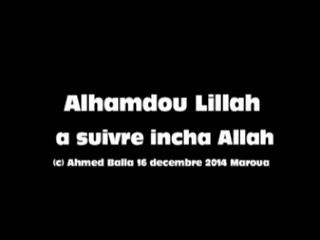 Alhamdou Lillah
a suivre incha Allah
(c) Ahmed Balla 16 decembre 2014 Maroua